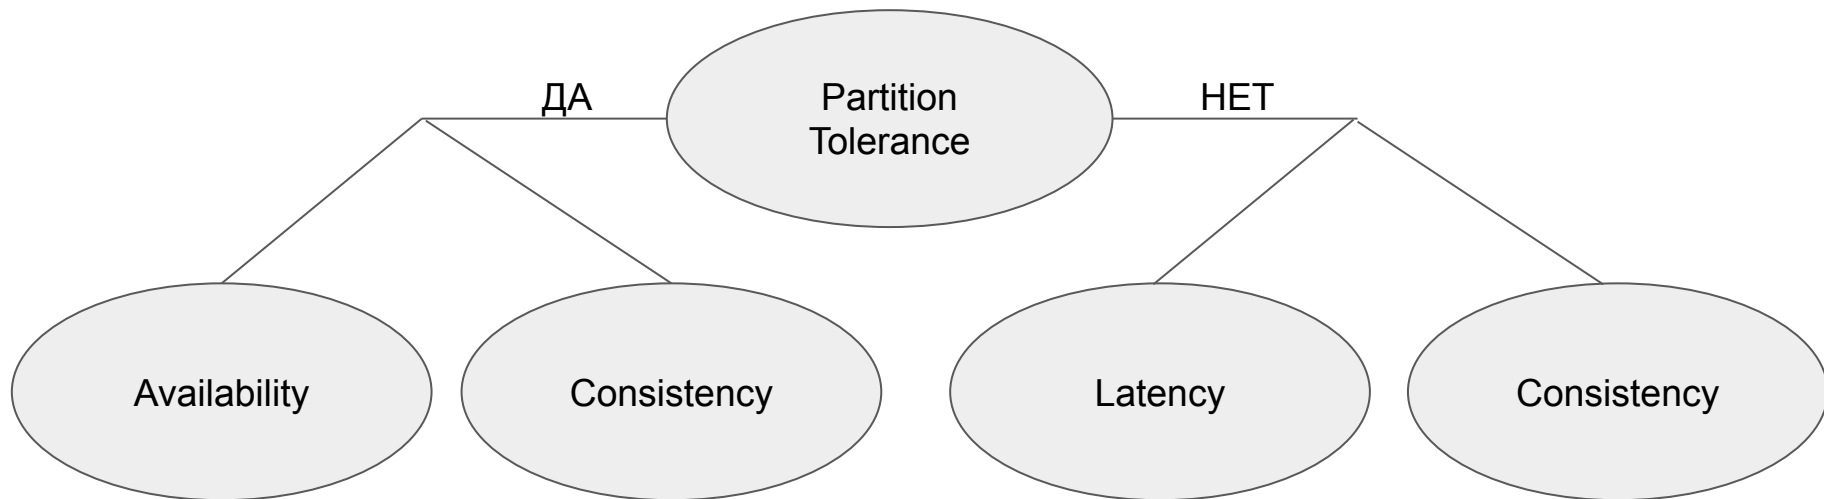 ДА
Partition
Tolerance
НЕТ
Availability
Consistency
Latency
Consistency